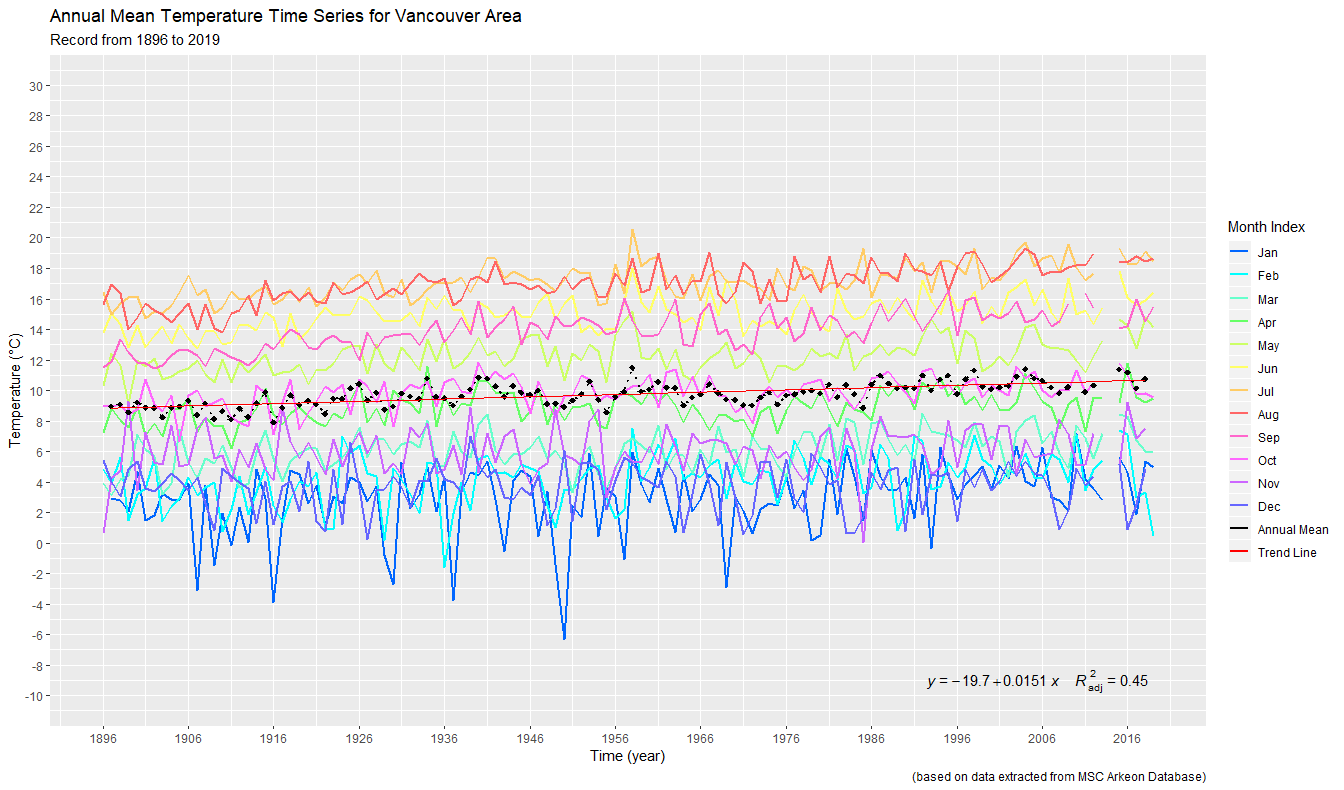 Annual Mean Temperature Time Series for Vancouver Area
Record from 1896 to 2019
Temperature (°C)
30
28
26
24
22
20
18
16
14
12
10
8
6
4
2
0
-2
-4
-6
-8
-10
y = −19.7 + 0.0151 x R²adj = 0.45
1896 1906 1916 1926 1936 1946 1956 1966 1976 1986 1996 2006 2016
Time (year)
(based on data extracted from MSC Arkeon Database)
Month Index
Jan
Feb
Mar
Apr
May
Jun
Jul
Aug
Sep
Oct
Nov
Dec
Annual Mean
Trend Line